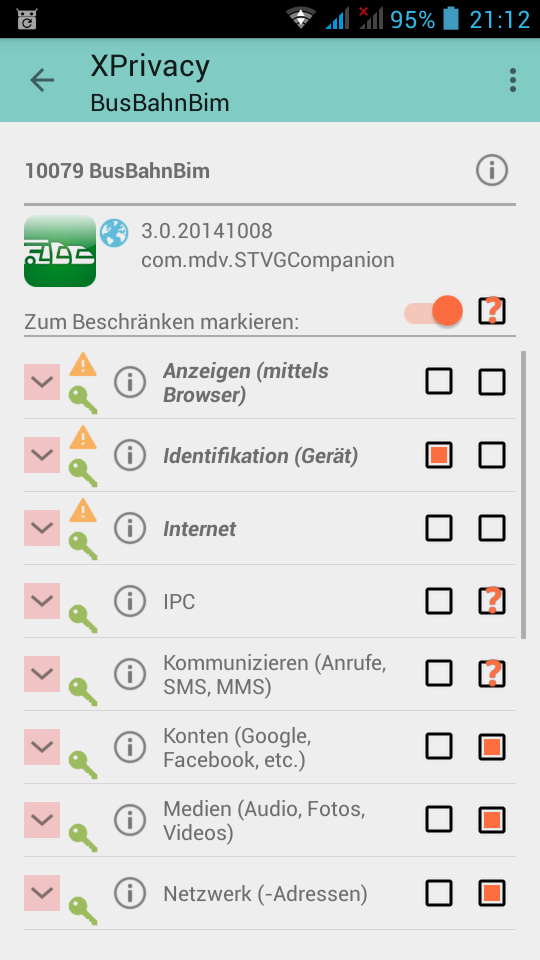 95% 21:12
XPrivacy
BusBahnBim
10079 BusBahnBim
3.0.20141008
com.mdv.STVGCompanion
Zum Beschränken markieren:
Anzeigen (mittels
Browser)
Identifikation (Gerät)
Internet
IPC
Kommunizieren (Anrufe,
SMS, MMS)
Konten (Google,
Facebook, etc.)
Medien (Audio, Fotos,
Videos)
Netzwerk (-Adressen)